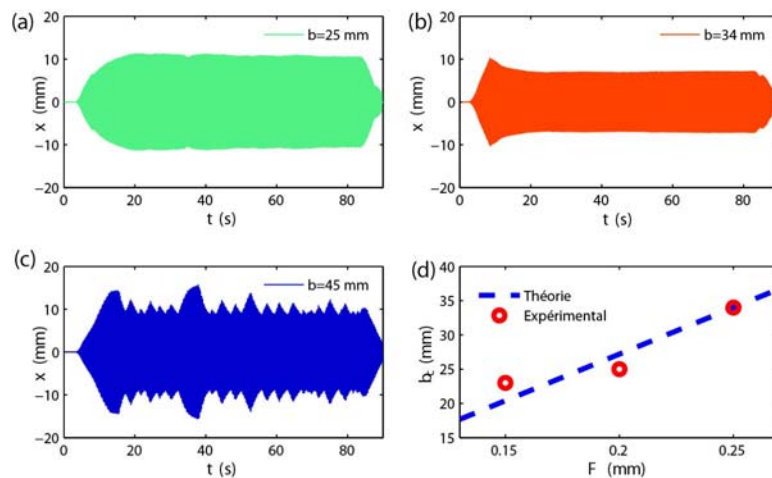 (a)
20
10
0
−10
−20
x (mm)
b=25 mm
0 20 40 60 80
t (s)
(b)
20
10
0
−10
−20
x (mm)
b=34 mm
0 20 40 60 80
t (s)
(c)
20
10
0
−10
−20
x (mm)
b=45 mm
0 20 40 60 80
t (s)
(d)
40
35
30
25
20
15
bc (mm)
Théorie
Expérimental
0.15 0.2 0.25
F (mm)